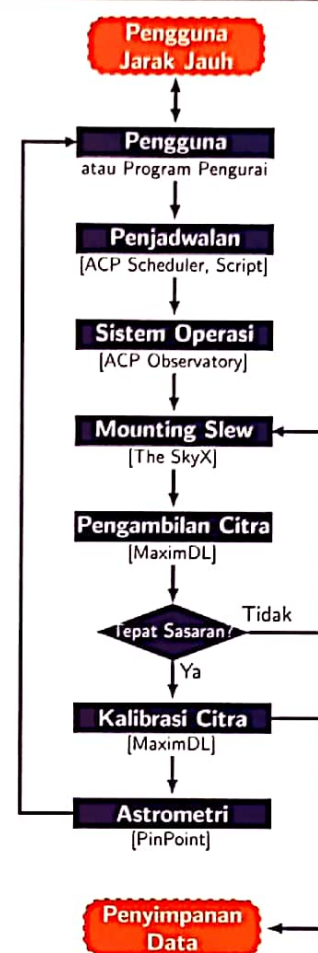 Pengguna
Jarak Jauh
Pengguna
atau Program Pengurai
Penjadwalan
[ACP Scheduler, Script]
Sistem Operasi
[ACP Observatory]
Mounting Slew
[The SkyX]
Pengambilan Citra
[MaximDL]
Tepat Sasaran?
Tidak
Ya
Kalibrasi Citra
[MaximDL]
Astrometri
[PinPoint]
Penyimpanan
Data